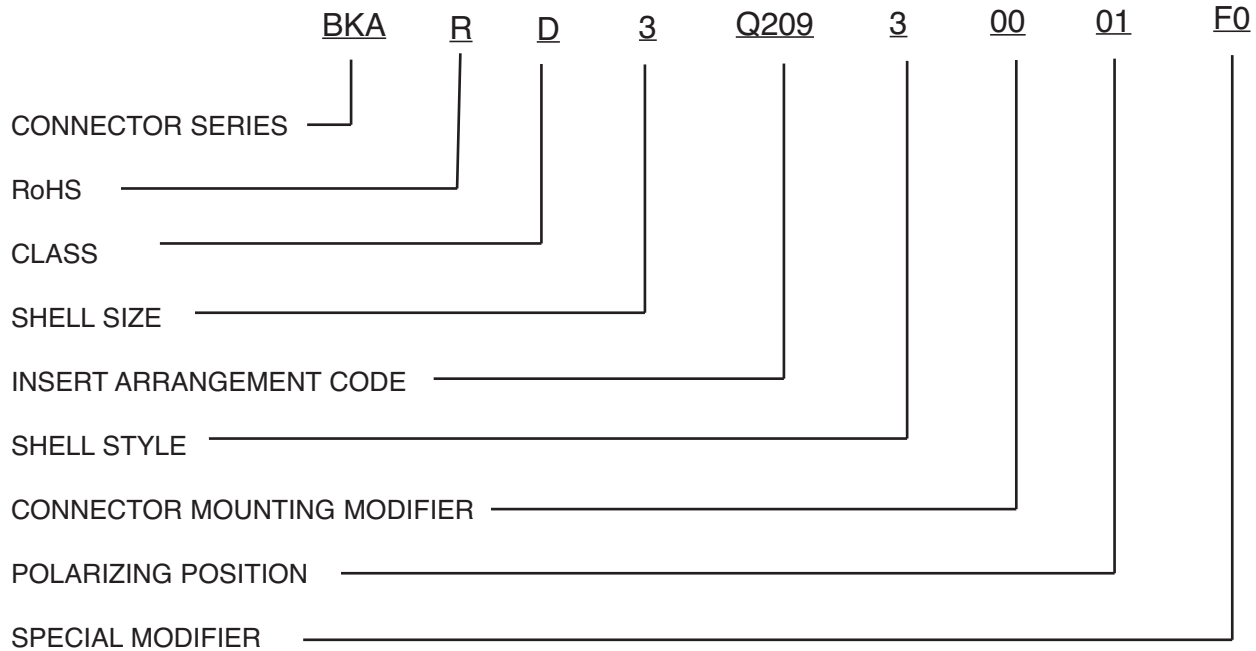 BKA R D 3 Q209 3 00 01 F0
CONNECTOR SERIES
RoHS
CLASS
SHELL SIZE
INSERT ARRANGEMENT CODE
SHELL STYLE
CONNECTOR MOUNTING MODIFIER
POLARIZING POSITION
SPECIAL MODIFIER